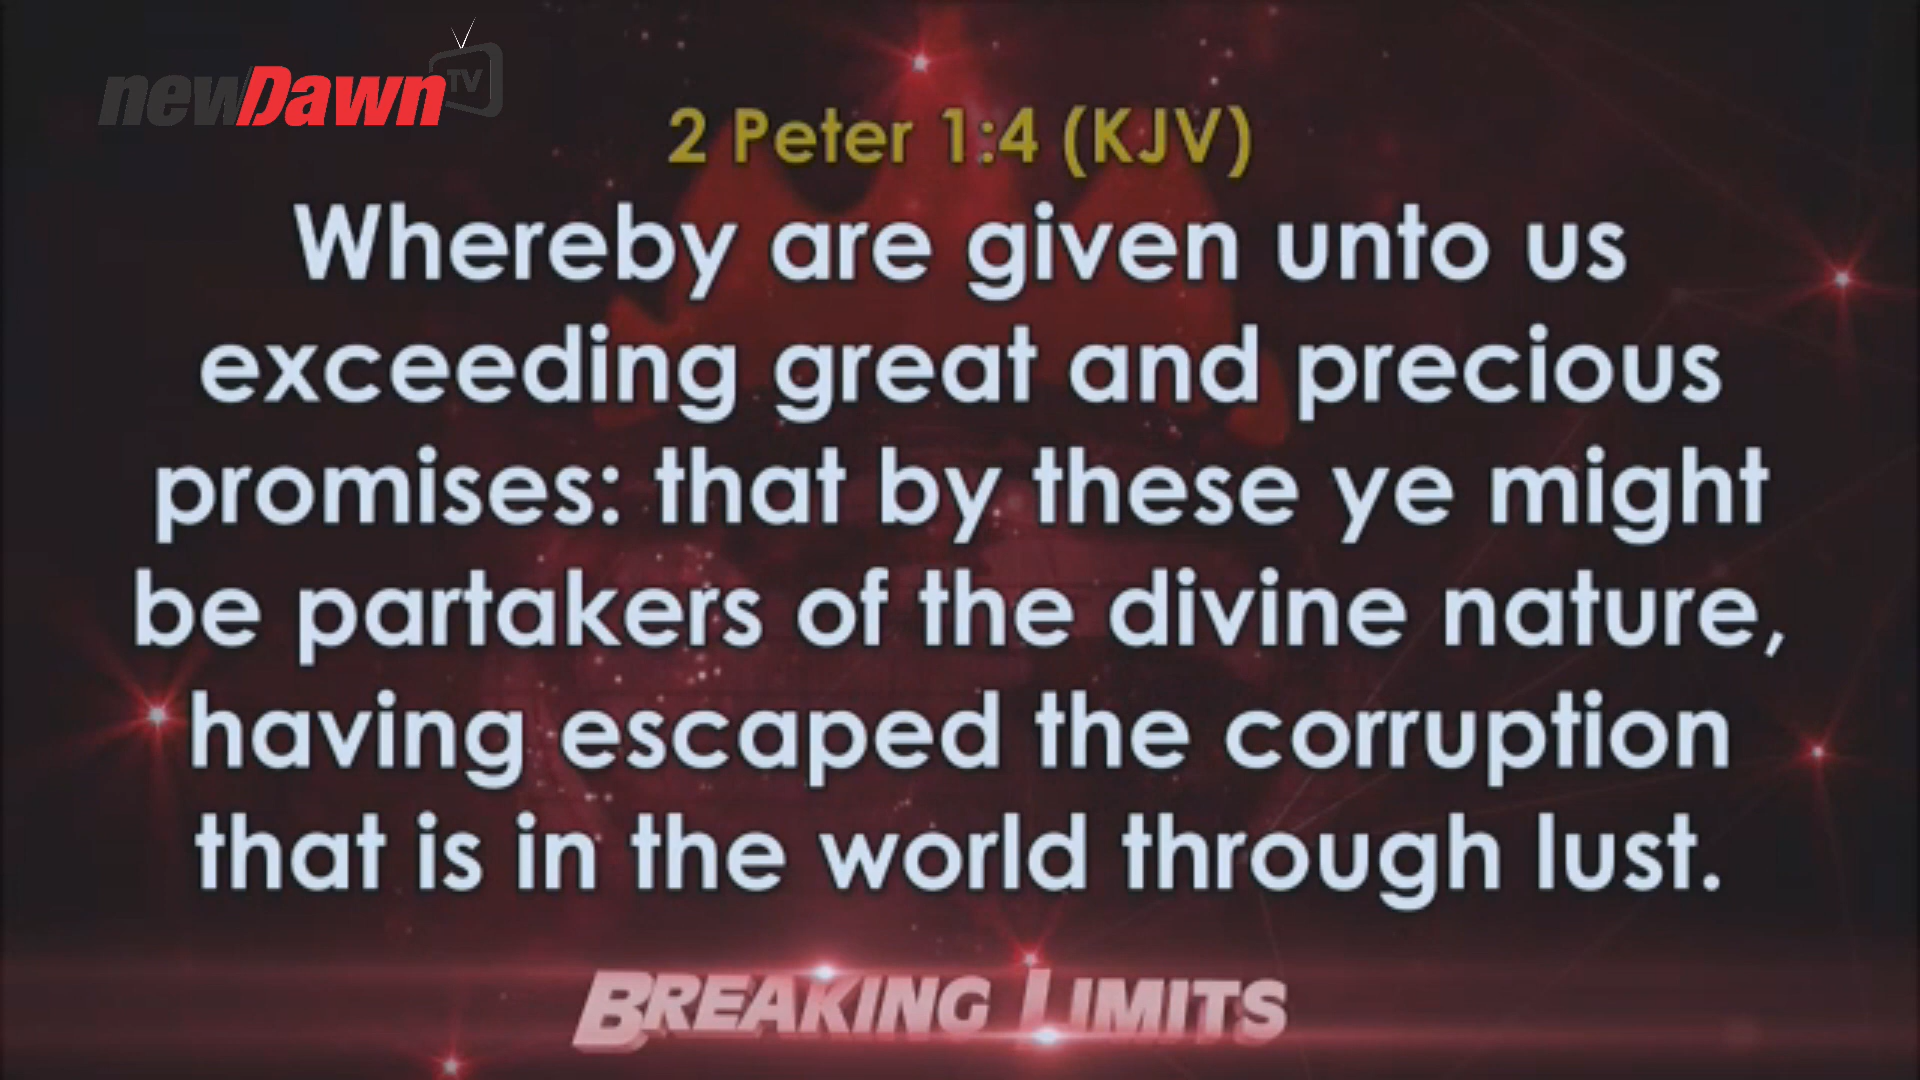 newDawn TV
2 Peter 1:4 (KJV)
Whereby are given unto us
exceeding great and precious
promises: that by these ye might
be partakers of the divine nature,
having escaped the corruption
that is in the world through lust.
BREAKING LIMITS